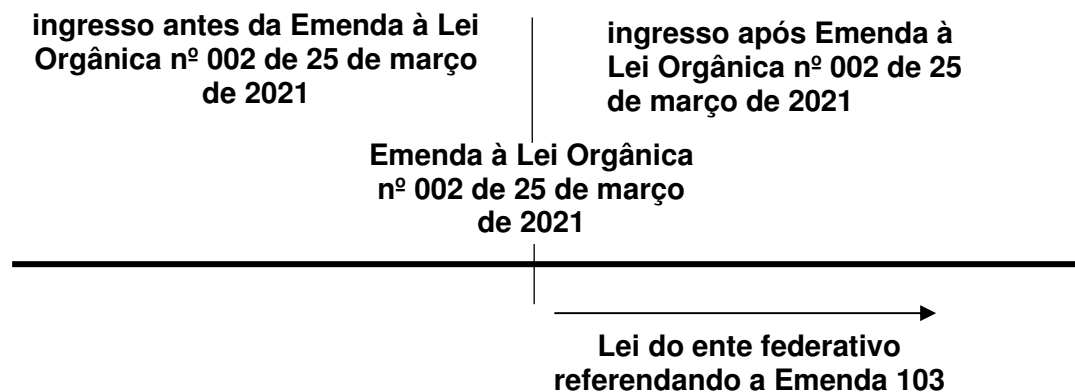 ingresso antes da Emenda à Lei
Orgânica nº 002 de 25 de março
de 2021
ingresso após Emenda à
Lei Orgânica nº 002 de 25
de março de 2021
Emenda à Lei Orgânica
nº 002 de 25 de março
de 2021
Lei do ente federativo
referendando a Emenda 103